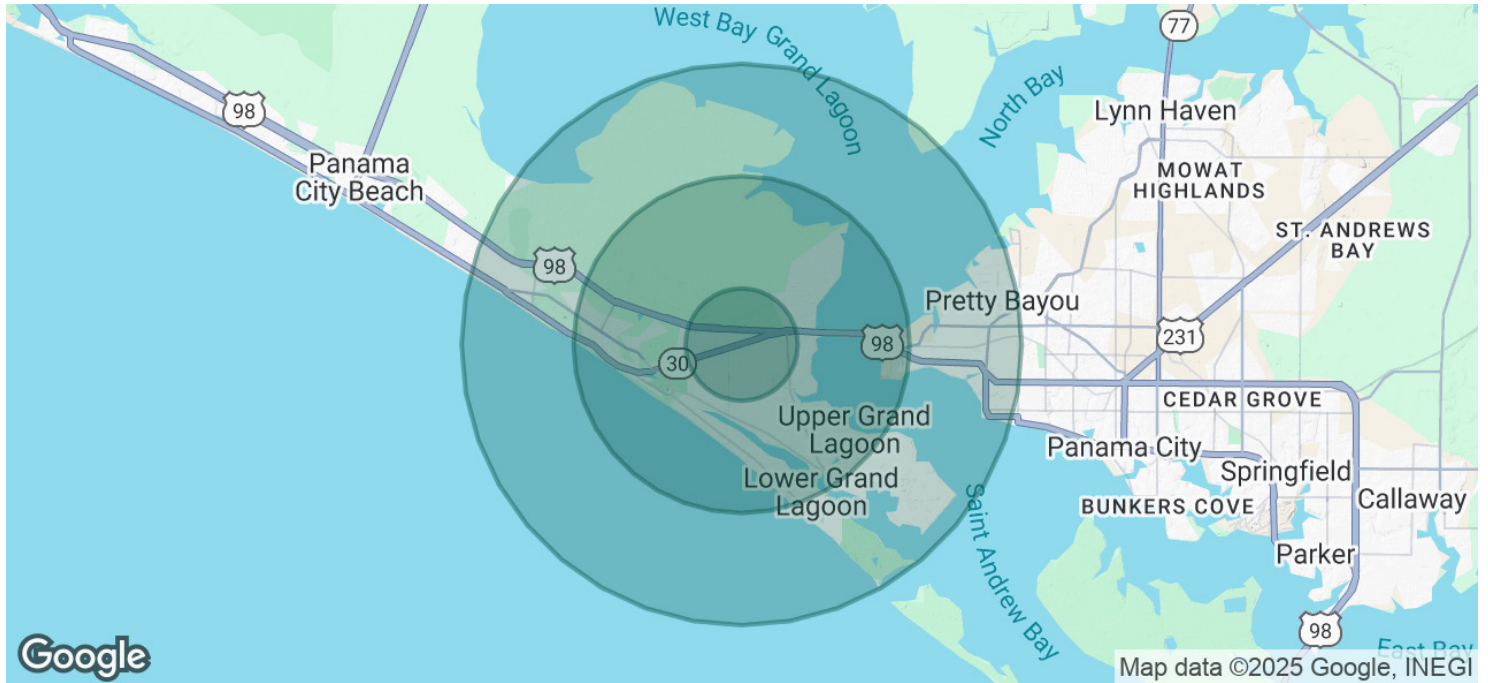 West Bay Grand Lagoon
77
North Bay
98
Lynn Haven
Panama
City Beach
MOWAT
HIGHLANDS
ST. ANDREWS
BAY
98
Pretty Bayou
98
231
30
CEDAR GROVE
Upper Grand
Lagoon
Panama City
Lower Grand
Lagoon
Springfield
Callaway
BUNKERS COVE
Saint Andrew Bay
Parker
98
East Bay
Google
Map data ©2025 Google, INEGI